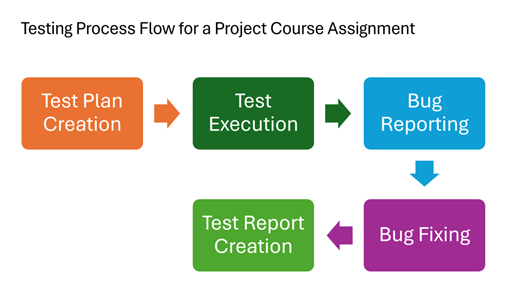 Testing Process Flow for a Project Course Assignment
Test Plan
Creation
Test
Execution
Bug
Reporting
Bug Fixing
Test Report
Creation